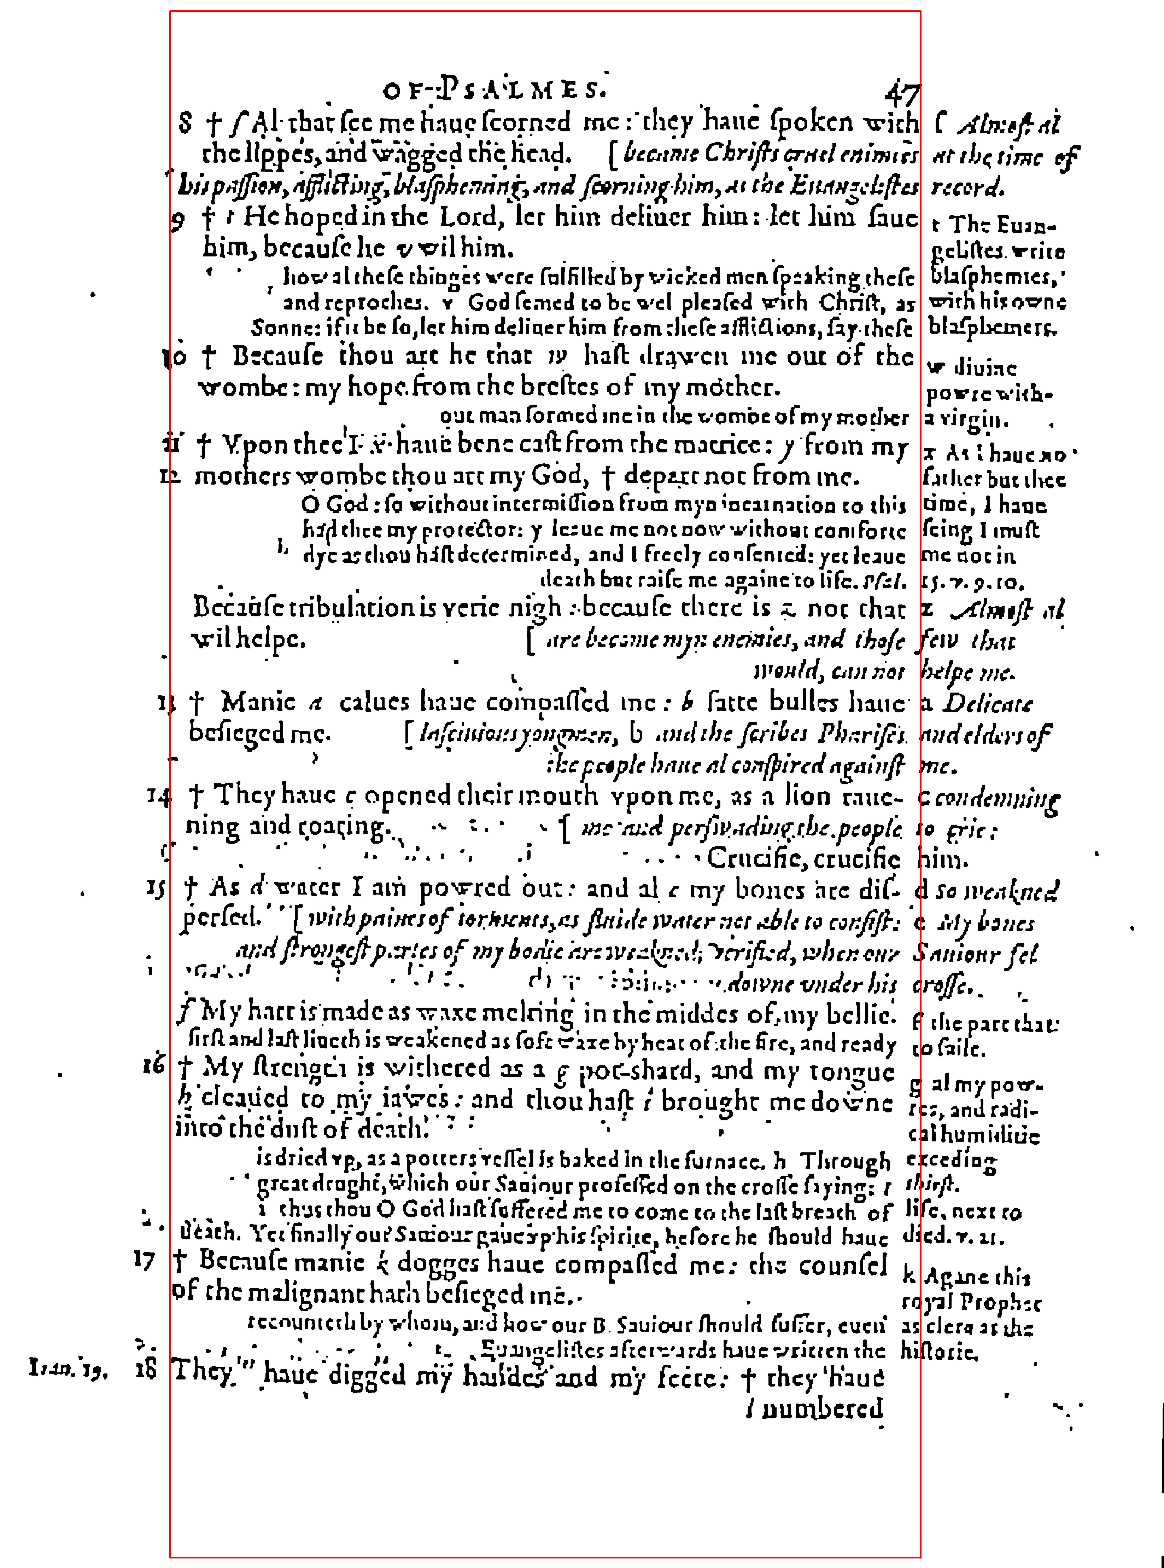 OF PSALMES. 47
8 † ſ Al that ſee me haue ſcorned me: they haue ſpoken with ſ Almoſt al
the lippes, and wagged the head. [ became Chriſts cruel enimies at the time of
his paſſion, afflicting, blaſpheming, and ſcorning him, as the Euangeliſtes record.
9 † t He hoped in the Lord, let him deliuer him: let him ſaue t The Euan-
him, becauſe he v wil him. geliſtes write
how al theſe thinges were fulfilled by wicked men ſpeaking theſe blaſphemies,
and reproches. v God ſemed to be wel pleaſed with Chriſt, as with his owne
Sonne: if it be ſo, let him deliuer him from theſe afflictions, ſay theſe blaſphemers.
10 † Becauſe thou art he that w haſt drawen me out of the w diuine
wombe: my hope from the breſtes of my mother. powre with-
out man formed me in the wombe of my mother a virgin.
11 † Vpon thee I x haue bene caſt from the matrice: y from my x As I haue no
12 mothers wombe thou art my God, † depart not from me. father but thee
O God: ſo without intermiſſion from myn incarnation to this time, I haue
had thee my protector: y leaue me not now without comforte ſeing I muſt
dye as thou haſt determined, and I freely conſented: yet leaue me not in
death but raiſe me againe to life. Pſal. 15. v. 9. 10.
Becauſe tribulation is verie nigh: becauſe there is z not that z Almoſt al
wil helpe. [ are become myn enemies, and thoſe few that
would, can not helpe me.
13 † Manie a calues haue compaſſed me: b fatte bulles haue a Delicate
beſieged me. [ laſciuious yongmen, b and the ſcribes Phariſes and elders of
the people haue al conſpired againſt me.
14 † They haue c opened their mouth vpon me, as a lion raue- c condemning
ning and roaring. [ me and perſwading the people to crie:
Crucifie, crucifie him.
15 † As d water I am powred out: and al e my bones are diſ- d so weakned
perſed. [ with paines of torments, as fluide water not able to conſiſt: e My bones
and ſtrongeſt partes of my bodie are weakned; verified, when our Sauiour fel
downe vnder his croſſe.
f My hart is made as waxe melting in the middes of my bellie. f the part that
firſt and laſt liueth is weakened as ſoft waxe by heat of the fire, and ready to faile.
16 † My ſtrength is withered as a g pot-shard, and my tongue g al my pow-
h cleaued to my iawes: and thou haſt i brought me downe res, and radi-
into the duſt of death. cal humiditie
is dried vp, as a potters veſſel is baked in the furnace. h Through exceding
great droght, which our Sauiour profeſſed on the croſſe ſaying: I thirſt.
i thus thou O God haſt ſuffered me to come to the laſt breath of life, next to
death. Yet finally our Sauiour gaue vp his ſpirite, before he ſhould haue died. v. 21.
17 † Becauſe manie k dogges haue compaſſed me: the counſel k Agane this
of the malignant hath beſieged me. royal Prophet
recounteth by whom, and how our B. Sauiour ſhould ſuffer, euen as clere as the
Euangeliſtes afterwards haue written the hiſtorie.
Ioan. 19. 18 They " haue digged my handes and my feete: † they haue
l numbered